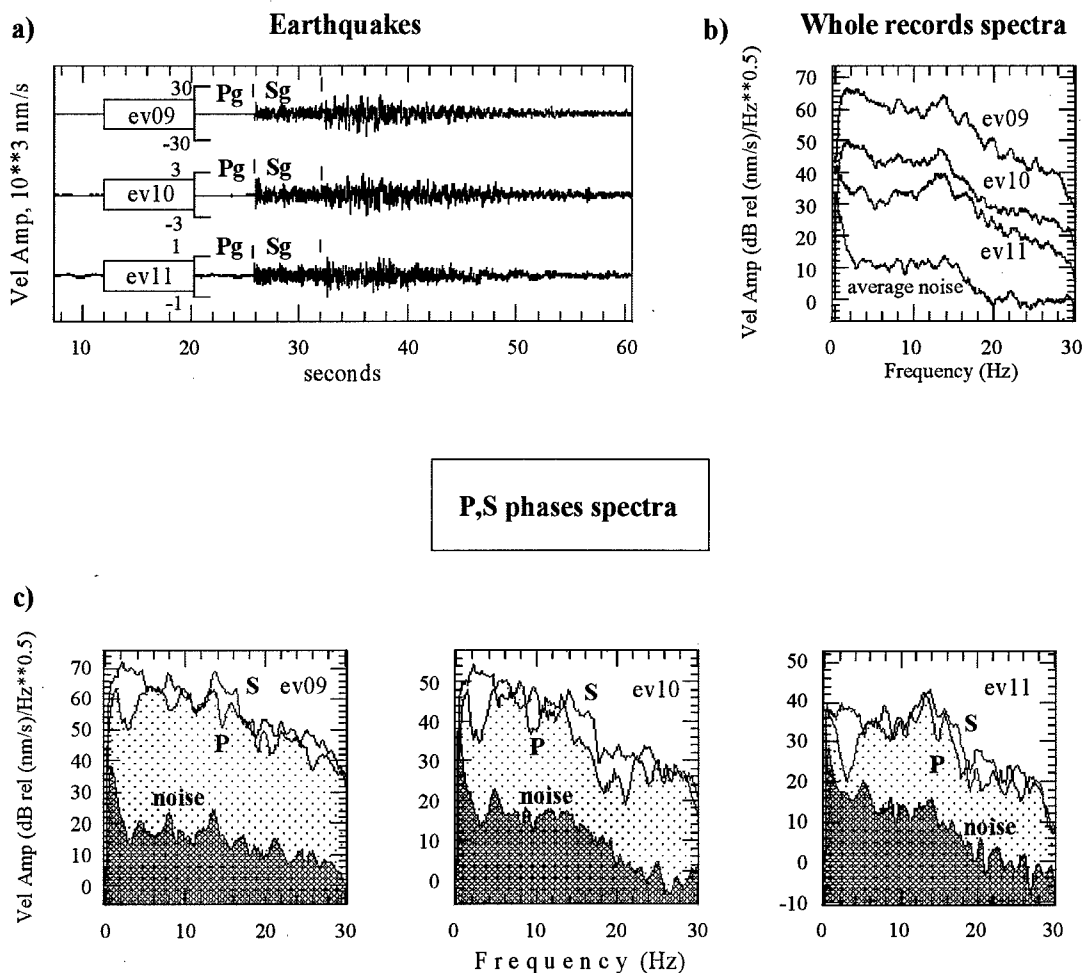 a)
Earthquakes
Vel Amp, 10**3 nm/s
30
ev09
-30
Pg Sg
3
ev10
-3
Pg Sg
1
ev11
-1
Pg Sg
10 20 30 40 50 60
seconds
b)
Whole records spectra
Vel Amp (dB rel (nm/s)/Hz**0.5)
70
60
50
40
30
20
10
0
ev09
ev10
ev11
average noise
0 10 20 30
Frequency (Hz)
P,S phases spectra
c)
Vel Amp (dB rel (nm/s)/Hz**0.5)
70
60
50
40
30
20
10
0
S
ev09
P
noise
0 10 20 30
50
40
30
20
10
0
ev10
S
P
noise
0 10 20 30
50
40
30
20
10
0
-10
ev11
S
P
noise
0 10 20 30
Frequency (Hz)